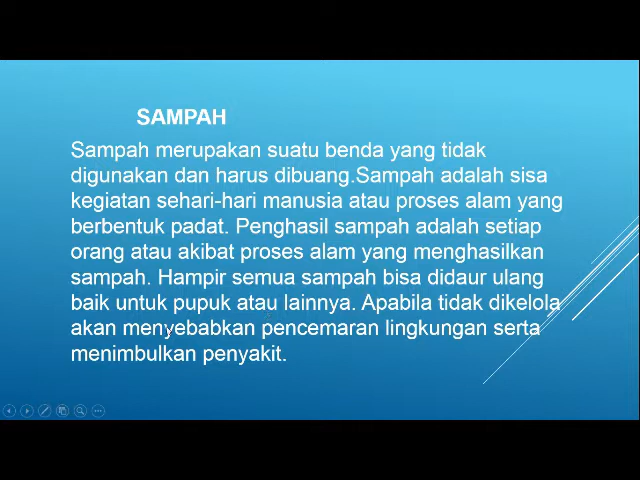 SAMPAH
Sampah merupakan suatu benda yang tidak
digunakan dan harus dibuang.Sampah adalah sisa
kegiatan sehari-hari manusia atau proses alam yang
berbentuk padat. Penghasil sampah adalah setiap
orang atau akibat proses alam yang menghasilkan
sampah. Hampir semua sampah bisa didaur ulang
baik untuk pupuk atau lainnya. Apabila tidak dikelola
akan menyebabkan pencemaran lingkungan serta
menimbulkan penyakit.